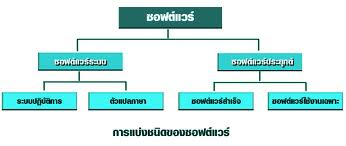 ซอฟต์แวร์
ซอฟต์แวร์ระบบ
ซอฟต์แวร์ประยุกต์
ระบบปฏิบัติการ
ตัวแปลภาษา
ซอฟต์แวร์สำเร็จ
ซอฟต์แวร์ใช้งานเฉพาะ
การแบ่งชนิดของซอฟต์แวร์